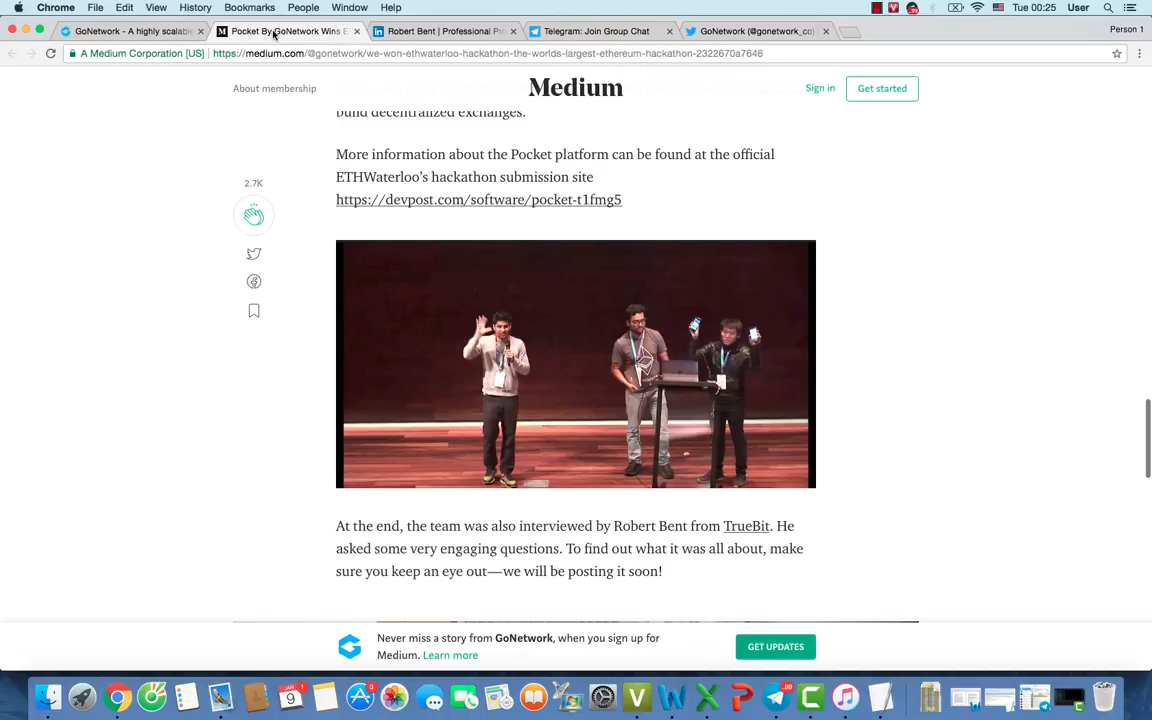 Chrome File Edit View History Bookmarks People Window Help Tue 00:25 User
GoNetwork - A highly scalable
Pocket By GoNetwork Wins E
Robert Bent | Professional Pro
Telegram: Join Group Chat
GoNetwork (@gonetwork_co)
Person 1
A Medium Corporation [US] https://medium.com/@gonetwork/we-won-ethwaterloo-hackathon-the-worlds-largest-ethereum-hackathon-2322670a7646
About membership
Medium
Sign in
Get started
build decentralized exchanges.
More information about the Pocket platform can be found at the official
ETHWaterloo’s hackathon submission site
https://devpost.com/software/pocket-t1fmg5
2.7K
At the end, the team was also interviewed by Robert Bent from TrueBit. He
asked some very engaging questions. To find out what it was all about, make
sure you keep an eye out—we will be posting it soon!
Never miss a story from GoNetwork, when you sign up for
Medium. Learn more
GET UPDATES
JAN
9